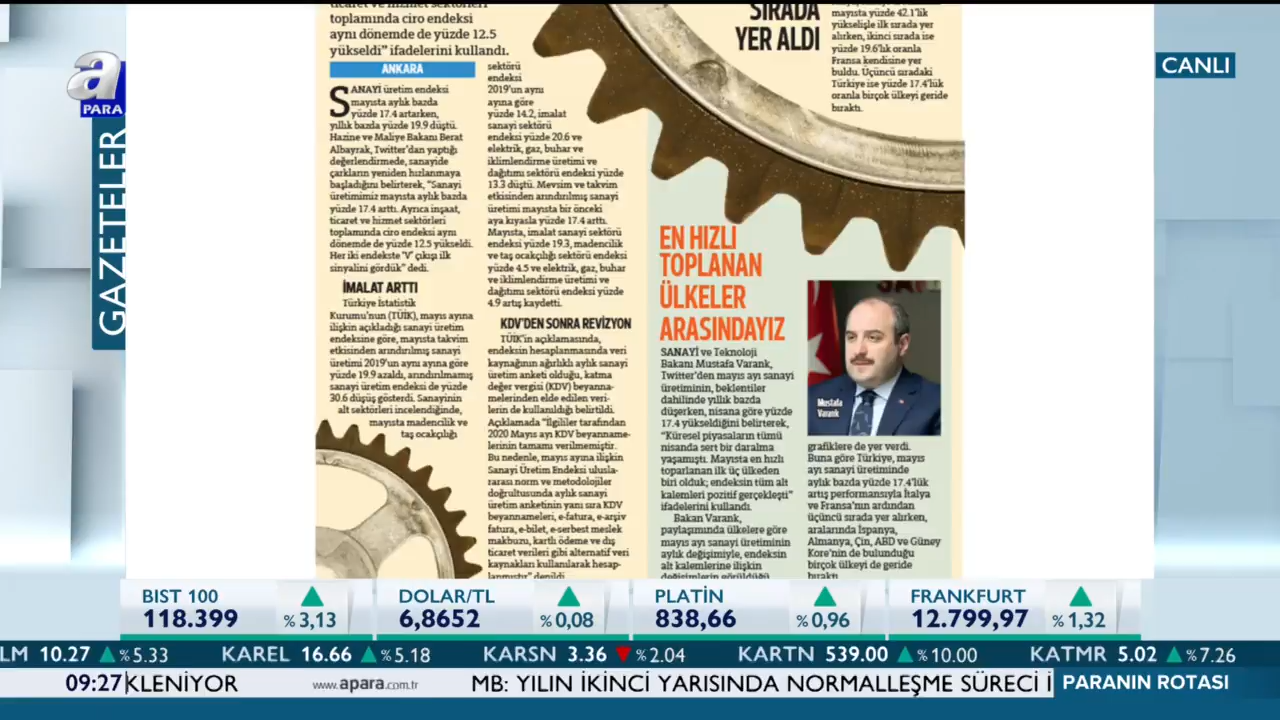 a
PARA
GAZETELER
CANLI
ticaret ve hizmet sektörleri
toplamında ciro endeksi
aynı dönemde de yüzde 12.5
yükseldi” ifadelerini kullandı.
ANKARA
SANAYİ üretim endeksi
mayısta aylık bazda
yüzde 17.4 artarken,
yıllık bazda yüzde 19.9 düştü.
Hazine ve Maliye Bakanı Berat
Albayrak, Twitter'dan yaptığı
değerlendirmede, sanayide
çarkların yeniden hızlanmaya
başladığını belirterek, “Sanayi
üretimimiz mayısta aylık bazda
yüzde 17.4 arttı. Ayrıca inşaat,
ticaret ve hizmet sektörleri
toplamında ciro endeksi aynı
dönemde de yüzde 12.5 yükseldi.
Her iki endekste 'V' çıkışı ilk
sinyalini gördük” dedi.
İMALAT ARTTI
Türkiye İstatistik
Kurumu'nun (TÜİK), mayıs ayına
ilişkin açıkladığı sanayi üretim
endeksine göre, mayısta takvim
etkisinden arındırılmış sanayi
üretimi 2019'un aynı ayına göre
yüzde 19.9 azaldı, arındırılmamış
sanayi üretim endeksi de yüzde
30.6 düşüş gösterdi. Sanayinin
alt sektörleri incelendiğinde,
mayısta madencilik ve
taş ocakçılığı
sektörü
endeksi
2019'un aynı
ayına göre
yüzde 14.2, imalat
sanayi sektörü
endeksi yüzde 20.6 ve
elektrik, gaz, buhar ve
iklimlendirme üretimi ve
dağıtımı sektörü endeksi yüzde
13.3 düştü. Mevsim ve takvim
etkisinden arındırılmış sanayi
üretimi mayısta bir önceki
aya kıyasla yüzde 17.4 arttı.
Mayısta, imalat sanayi sektörü
endeksi yüzde 19.3, madencilik
ve taş ocakçılığı sektörü endeksi
yüzde 4.5 ve elektrik, gaz, buhar
ve iklimlendirme üretimi ve
dağıtımı sektörü endeksi yüzde
4.9 artış kaydetti.
KDV'DEN SONRA REVİZYON
TÜİK'in açıklamasında,
endeksin hesaplanmasında veri
kaynağının ağırlıklı aylık sanayi
üretim anketi olduğu, katma
değer vergisi (KDV) beyanna-
melerinden elde edilen veri-
lerin de kullanıldığı belirtildi.
Açıklamada “İlgililer tarafından
2020 Mayıs ayı KDV beyanname-
lerinin tamamı verilmemiştir.
Bu nedenle, mayıs ayına ilişkin
Sanayi Üretim Endeksi ulusla-
rarası norm ve metodolojiler
doğrultusunda aylık sanayi
üretim anketinin yanı sıra KDV
beyannameleri, e-fatura, e-arşiv
fatura, e-bilet, e-serbest meslek
makbuzu, kartlı ödeme ve dış
ticaret verileri gibi alternatif veri
kaynakları kullanılarak hesap-
lanmıştır” denildi.
SIRADA
YER ALDI
mayısta yüzde 42.1'lik
yükselişle ilk sırada yer
alırken, ikinci sırada ise
yüzde 19.6'lık oranla
Fransa kendisine yer
buldu. Üçüncü sıradaki
Türkiye ise yüzde 17.4'lük
oranla birçok ülkeyi geride
bıraktı.
EN HIZLI
TOPLANAN
ÜLKELER
ARASINDAYIZ
SANAYİ ve Teknoloji
Bakanı Mustafa Varank,
Twitter'den mayıs ayı sanayi
üretiminin, beklentiler
dahilinde yıllık bazda
düşerken, nisana göre yüzde
17.4 yükseldiğini belirterek,
“Küresel piyasaların tümü
nisanda sert bir daralma
yaşamıştı. Mayısta en hızlı
toparlanan ilk üç ülkeden
biri olduk; endeksin tüm alt
kalemleri pozitif gerçekleşti”
ifadelerini kullandı.
Bakan Varank,
paylaşımında ülkelere göre
mayıs ayı sanayi üretiminin
aylık değişimiyle, endeksin
alt kalemlerine ilişkin
değişimlerin görüldüğü
Mustafa
Varank
grafiklere de yer verdi.
Buna göre Türkiye, mayıs
ayı sanayi üretiminde
aylık bazda yüzde 17.4'lük
artış performansıyla İtalya
ve Fransa'nın ardından
üçüncü sırada yer alırken,
aralarında İspanya,
Almanya, Çin, ABD ve Güney
Kore'nin de bulunduğu
birçok ülkeyi de geride
bıraktı.
BIST 100
118.399 %3,13
DOLAR/TL
6,8652 %0,08
PLATİN
838,66 %0,96
FRANKFURT
12.799,97 %1,32
LM 10.27 %5.33 KAREL 16.66 %5.18 KARSN 3.36 %2.04 KARTN 539.00 %10.00 KATMR 5.02 %7.26
09:27 KLENİYOR www.apara.com.tr MB: YILIN İKİNCİ YARISINDA NORMALLEŞME SÜRECİ İ PARANIN ROTASI